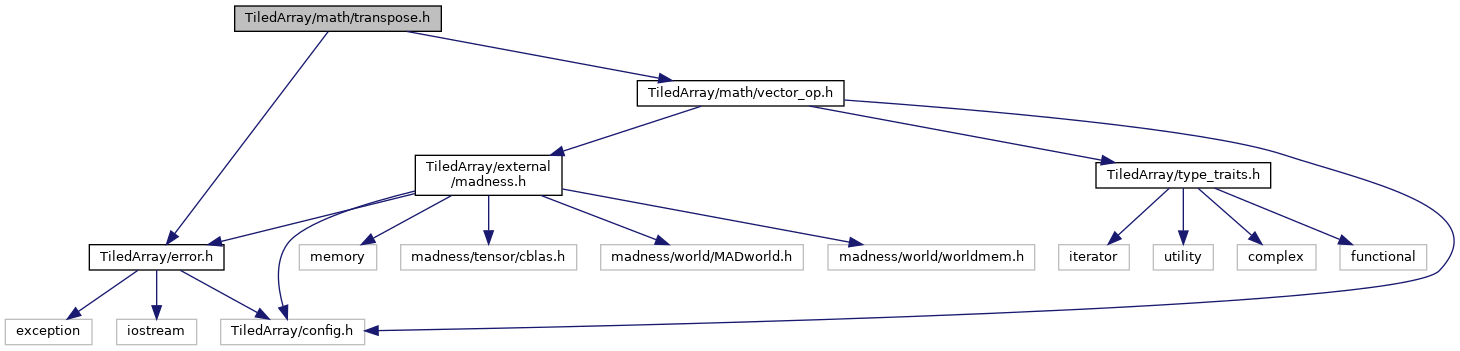 TiledArray/math/transpose.h
TiledArray/math/vector_op.h
TiledArray/external
/madness.h
TiledArray/type_traits.h
TiledArray/error.h
memory
madness/tensor/cblas.h
madness/world/MADworld.h
madness/world/worldmem.h
iterator
utility
complex
functional
exception
iostream
TiledArray/config.h